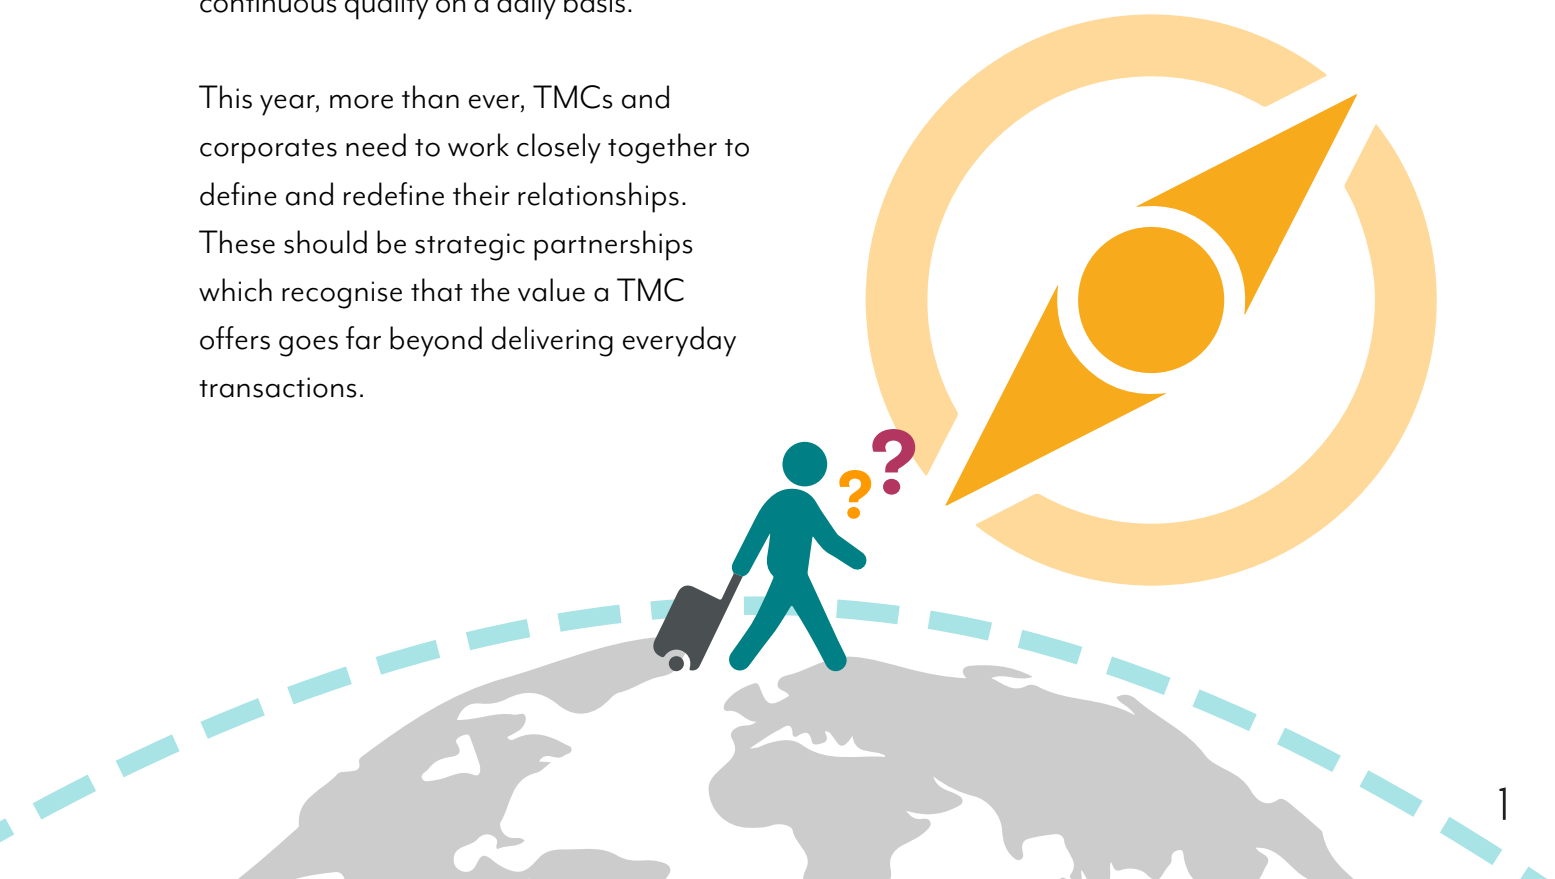 continuous quality on a daily basis.
This year, more than ever, TMCs and
corporates need to work closely together to
define and redefine their relationships.
These should be strategic partnerships
which recognise that the value a TMC
offers goes far beyond delivering everyday
transactions.
? ?
1